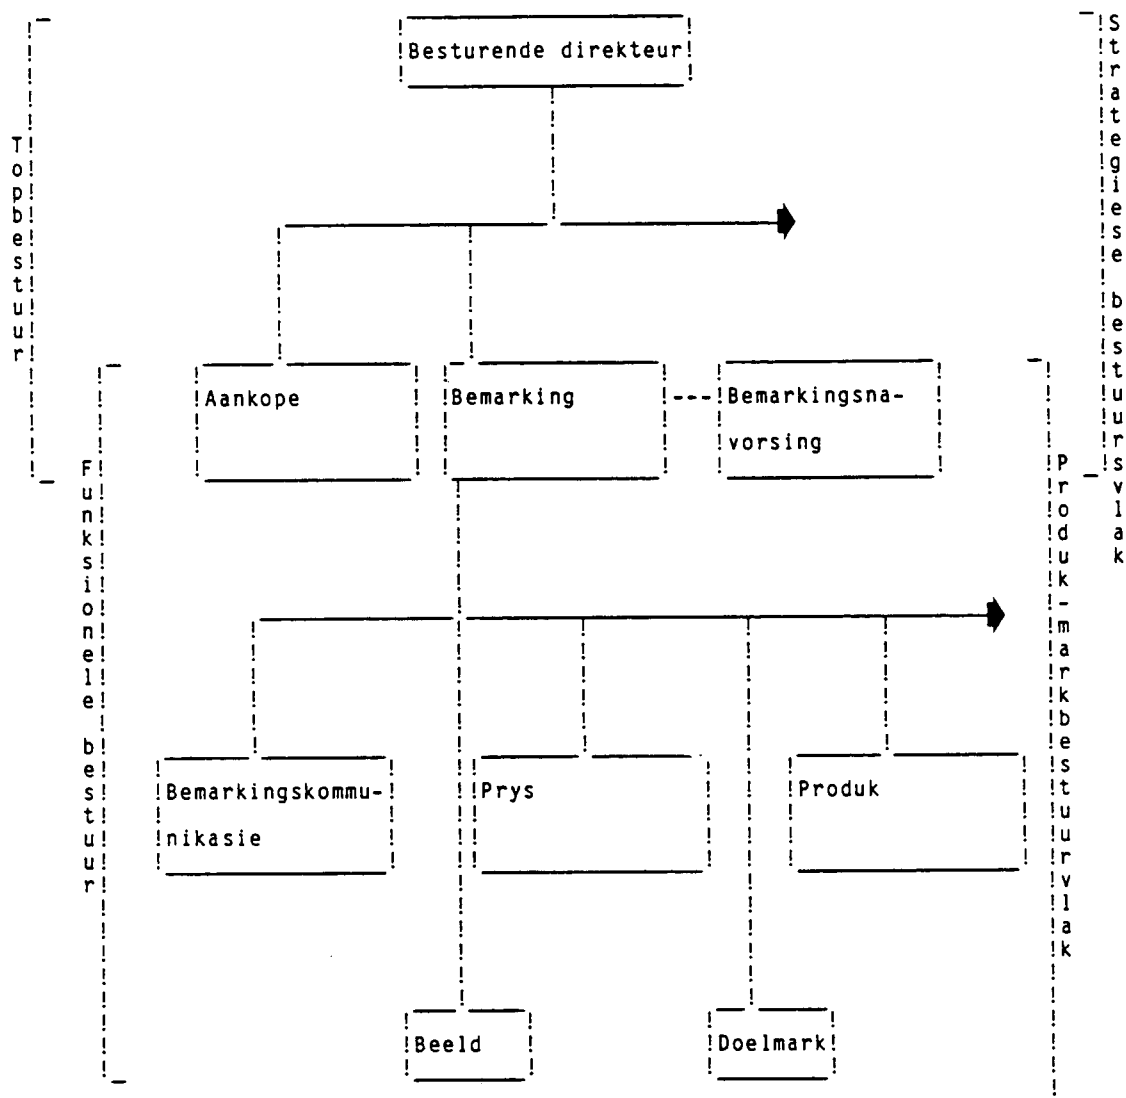 Besturende direkteur
Topbestuur
Strategiese bestuursvlak
Aankope
Bemarking
Bemarkingsna-
vorsing
Funksionele bestuur
Produk-markbestuurvlak
Bemarkingskommu-
nikasie
Prys
Produk
Beeld
Doelmark